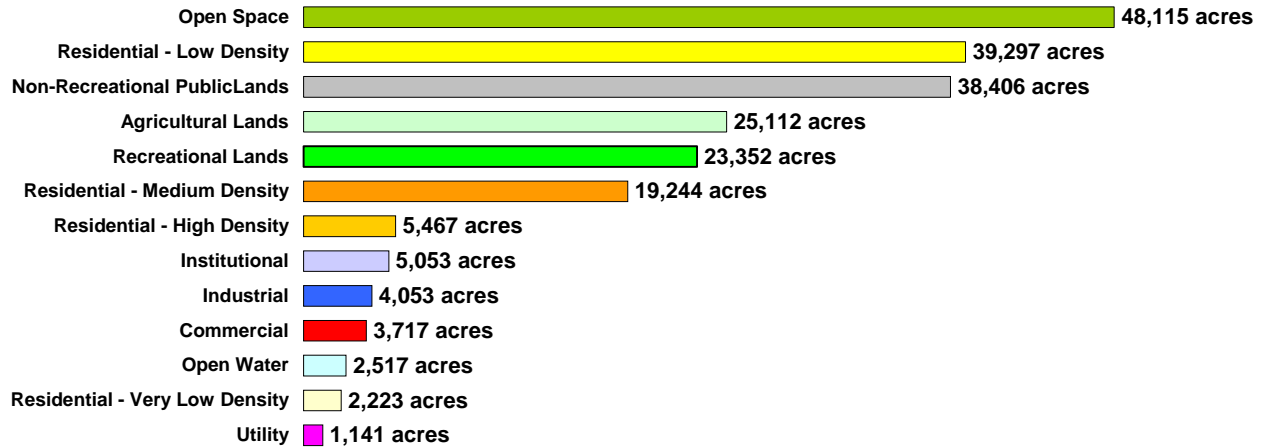 Open Space 48,115 acres
Residential - Low Density 39,297 acres
Non-Recreational PublicLands 38,406 acres
Agricultural Lands 25,112 acres
Recreational Lands 23,352 acres
Residential - Medium Density 19,244 acres
Residential - High Density 5,467 acres
Institutional 5,053 acres
Industrial 4,053 acres
Commercial 3,717 acres
Open Water 2,517 acres
Residential - Very Low Density 2,223 acres
Utility 1,141 acres